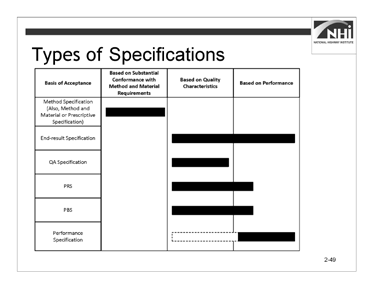 NHI
NATIONAL HIGHWAY INSTITUTE
Types of Specifications
Basis of Acceptance
Based on Substantial
Conformance with
Method and Material
Requirements
Based on Quality
Characteristics
Based on Performance
Method Specification
(Also, Method and
Material or Prescriptive
Specification)
End-result Specification
QA Specification
PRS
PBS
Performance
Specification
2-49